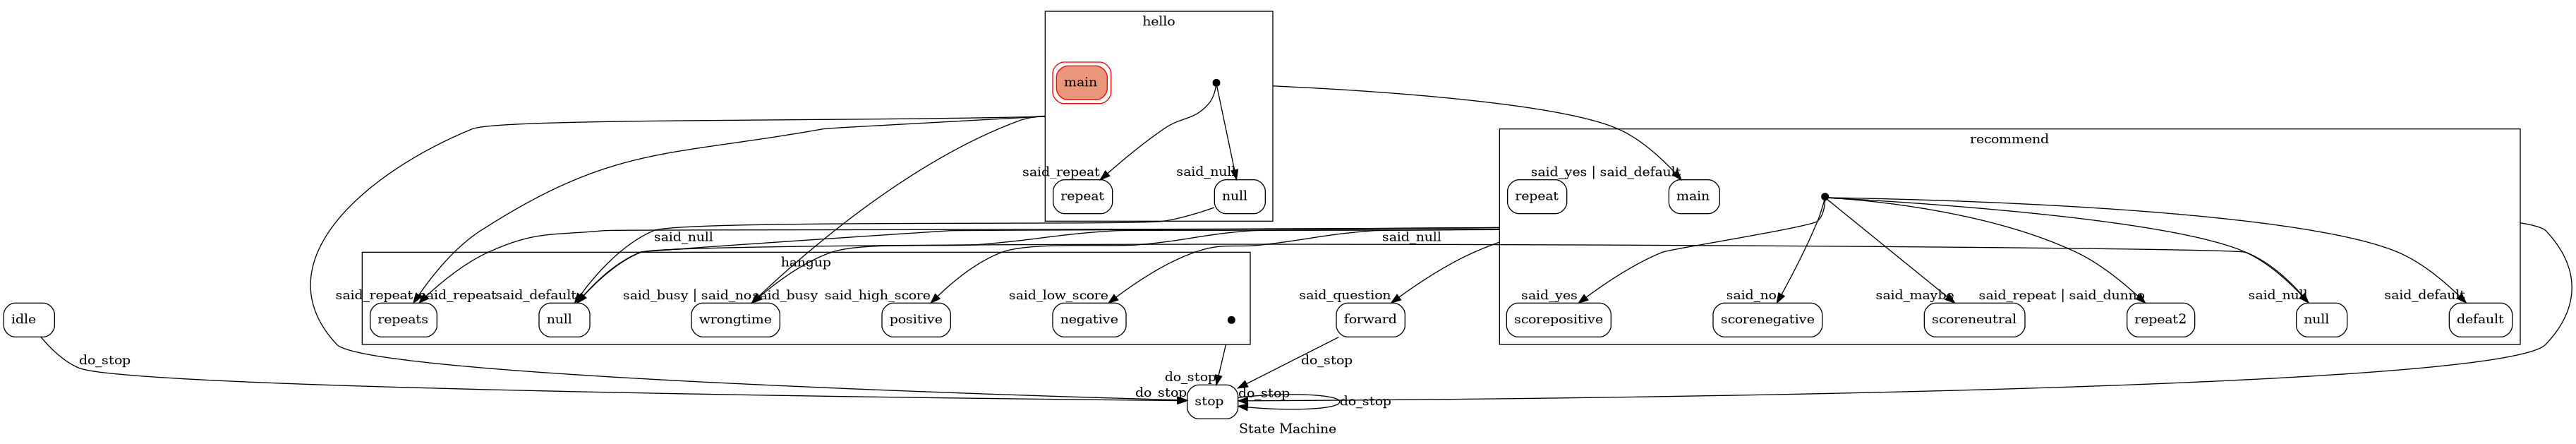 hello
main
said_repeat
said_null
repeat
null
recommend
said_yes | said_default
repeat
main
said_null
said_null
hangup
said_repeat
said_repeat
said_default
said_busy | said_no
said_busy
said_high_score
said_low_score
said_question
said_yes
said_no
said_maybe
said_repeat | said_dunno
said_null
said_default
idle
repeats
null
wrongtime
positive
negative
forward
scorepositive
scorenegative
scoreneutral
repeat2
null
default
do_stop
do_stop
do_stop
do_stop
do_stop
do_stop
stop
State Machine